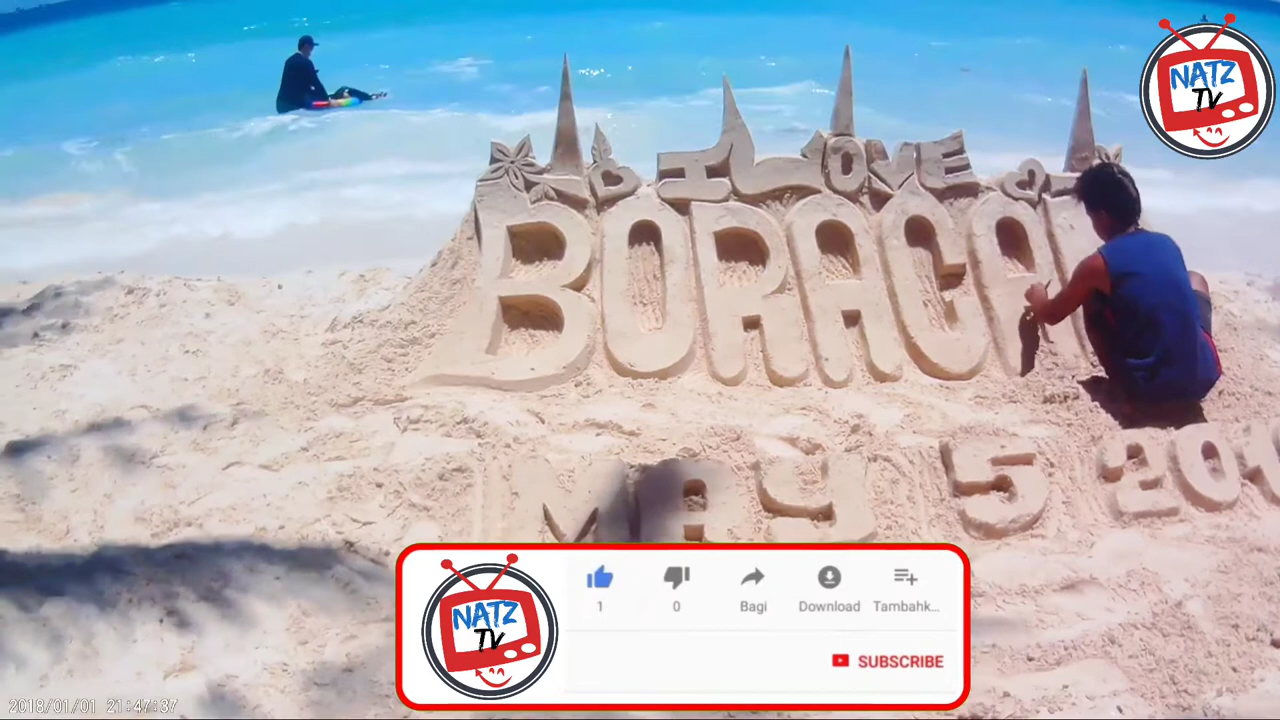 NATZ
TV
I LOVE
BORACA
MAY 5 201
NATZ
TV
1
0
Bagi
Download
Tambahk...
SUBSCRIBE
2018/01/01 21:47:37